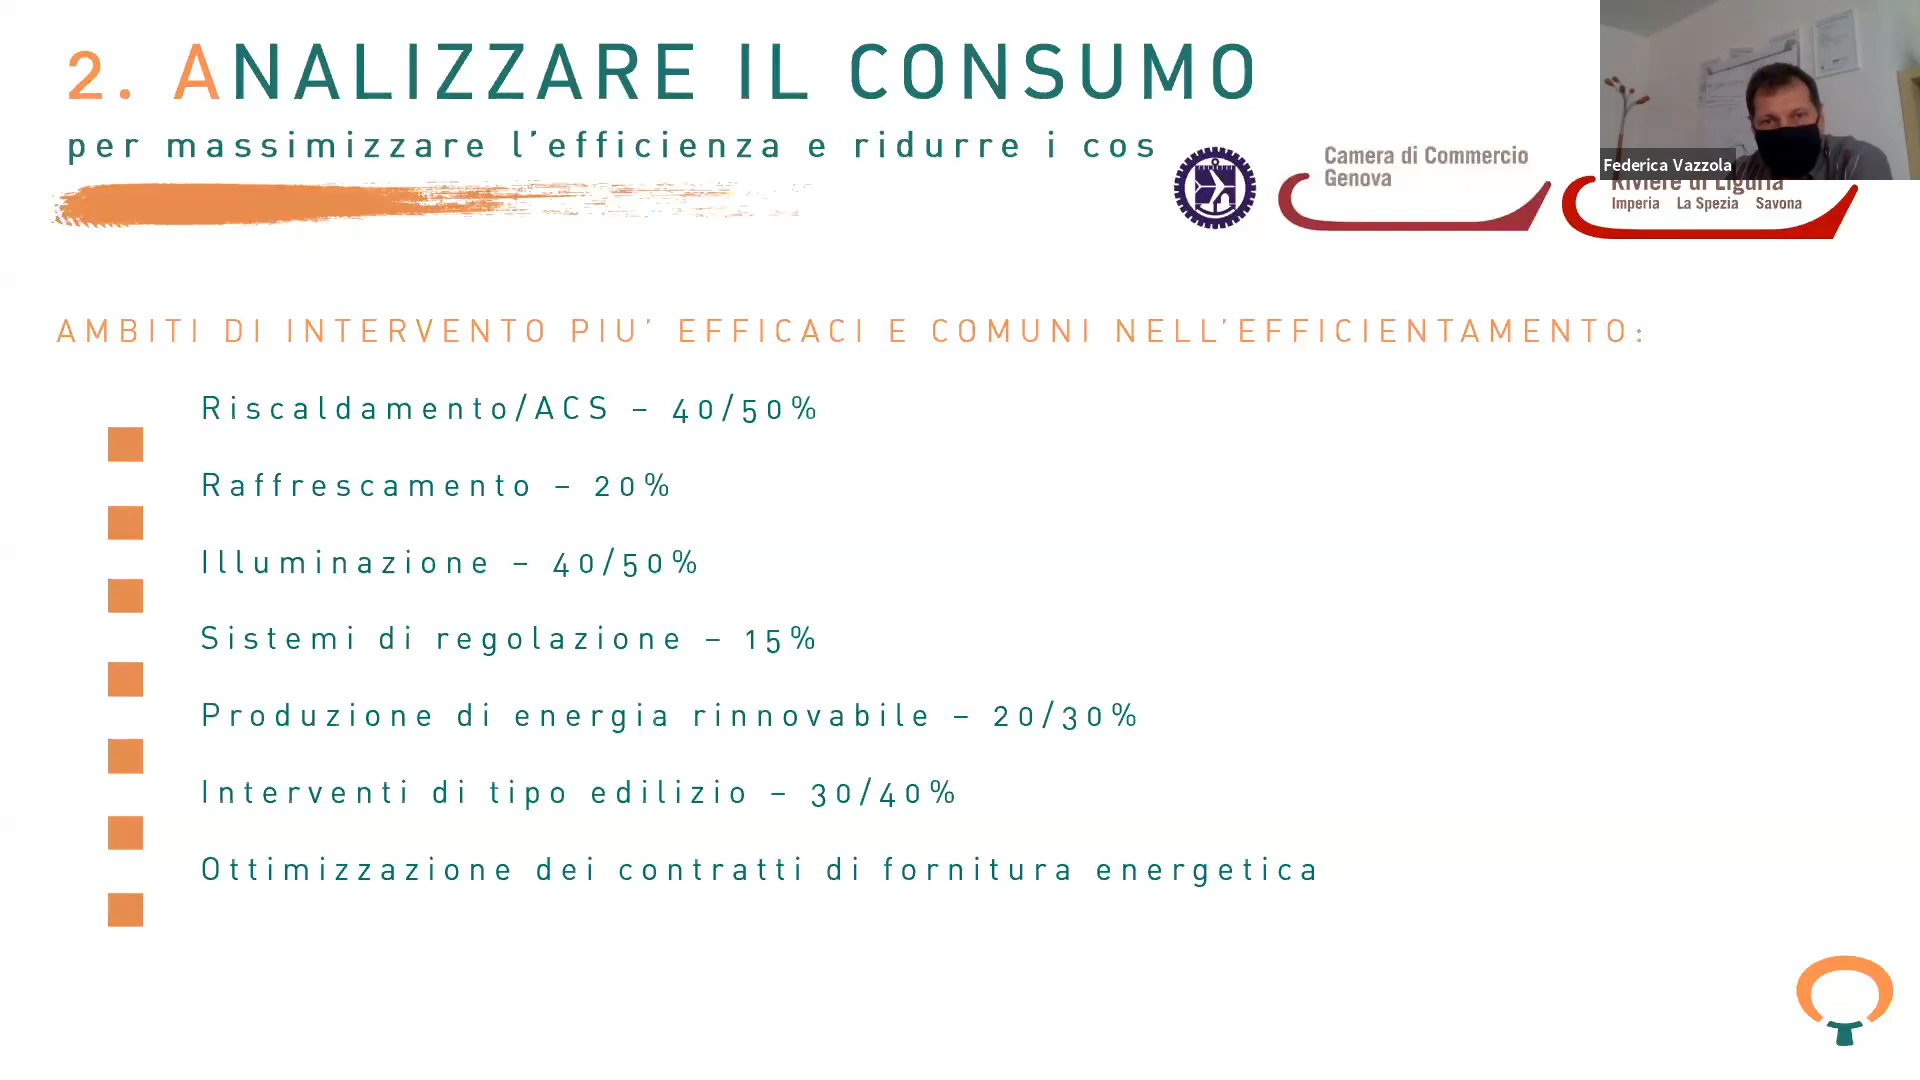 2. ANALIZZARE IL CONSUMO
per massimizzare l'efficienza e ridurre i cos
Camera di Commercio
Genova
Federica Vazzola
Riviere di Liguria
Imperia La Spezia Savona
AMBITI DI INTERVENTO PIU' EFFICACI E COMUNI NELL'EFFICIENTAMENTO:
Riscaldamento/ACS – 40/50%
Raffrescamento – 20%
Illuminazione – 40/50%
Sistemi di regolazione – 15%
Produzione di energia rinnovabile – 20/30%
Interventi di tipo edilizio – 30/40%
Ottimizzazione dei contratti di fornitura energetica